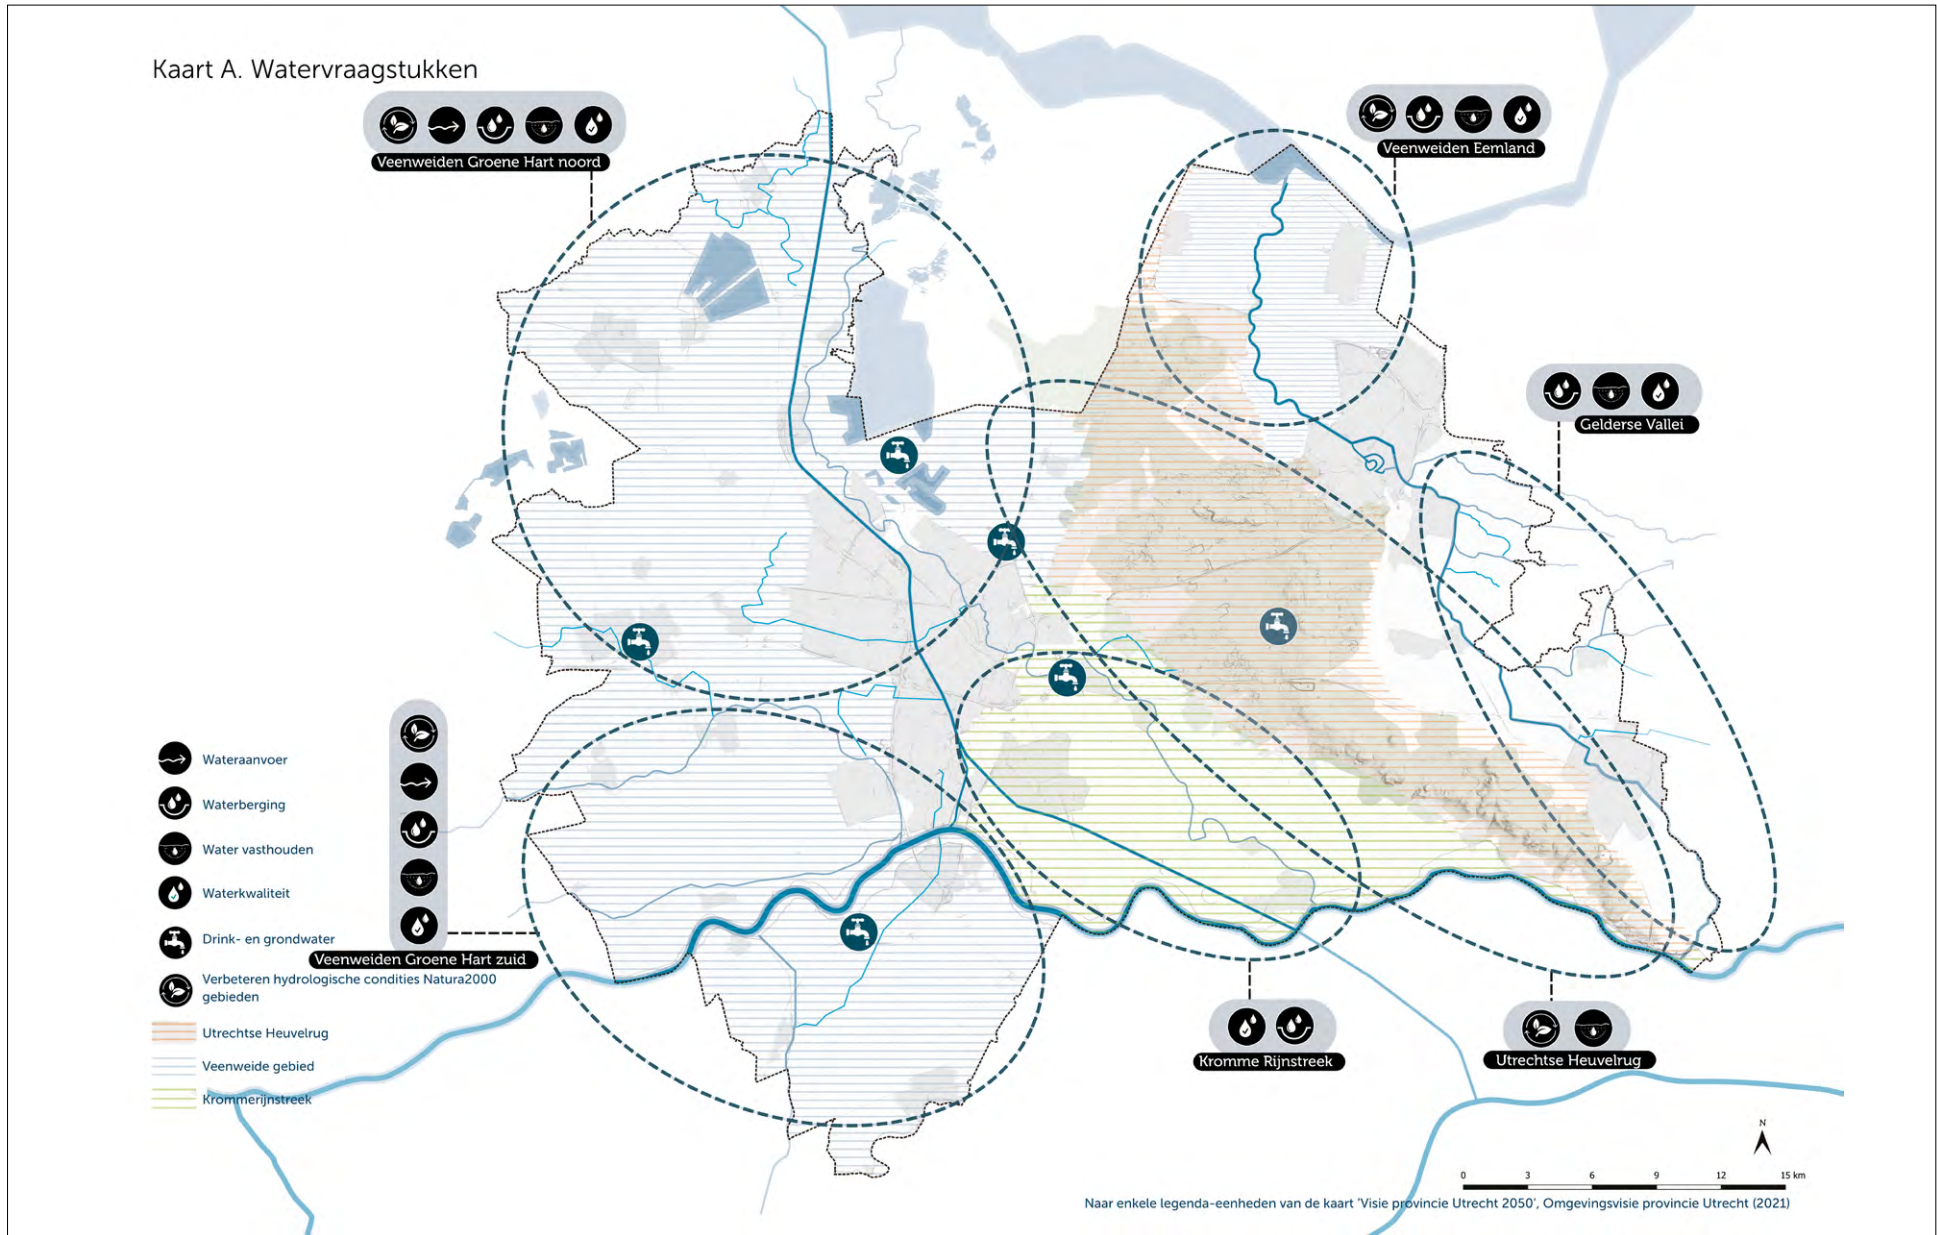 Kaart A. Watervraagstukken
Veenweiden Groene Hart noord
Veenweiden Eemland
Gelderse Vallei
Wateraanvoer
Waterberging
Water vasthouden
Waterkwaliteit
Drink- en grondwater
Verbeteren hydrologische condities Natura2000
gebieden
Utrechtse Heuvelrug
Veenweide gebied
Krommerijnstreek
Veenweiden Groene Hart zuid
Kromme Rijnstreek
Utrechtse Heuvelrug
N
0 3 6 9 12 15 km
Naar enkele legenda-eenheden van de kaart 'Visie provincie Utrecht 2050', Omgevingsvisie provincie Utrecht (2021)